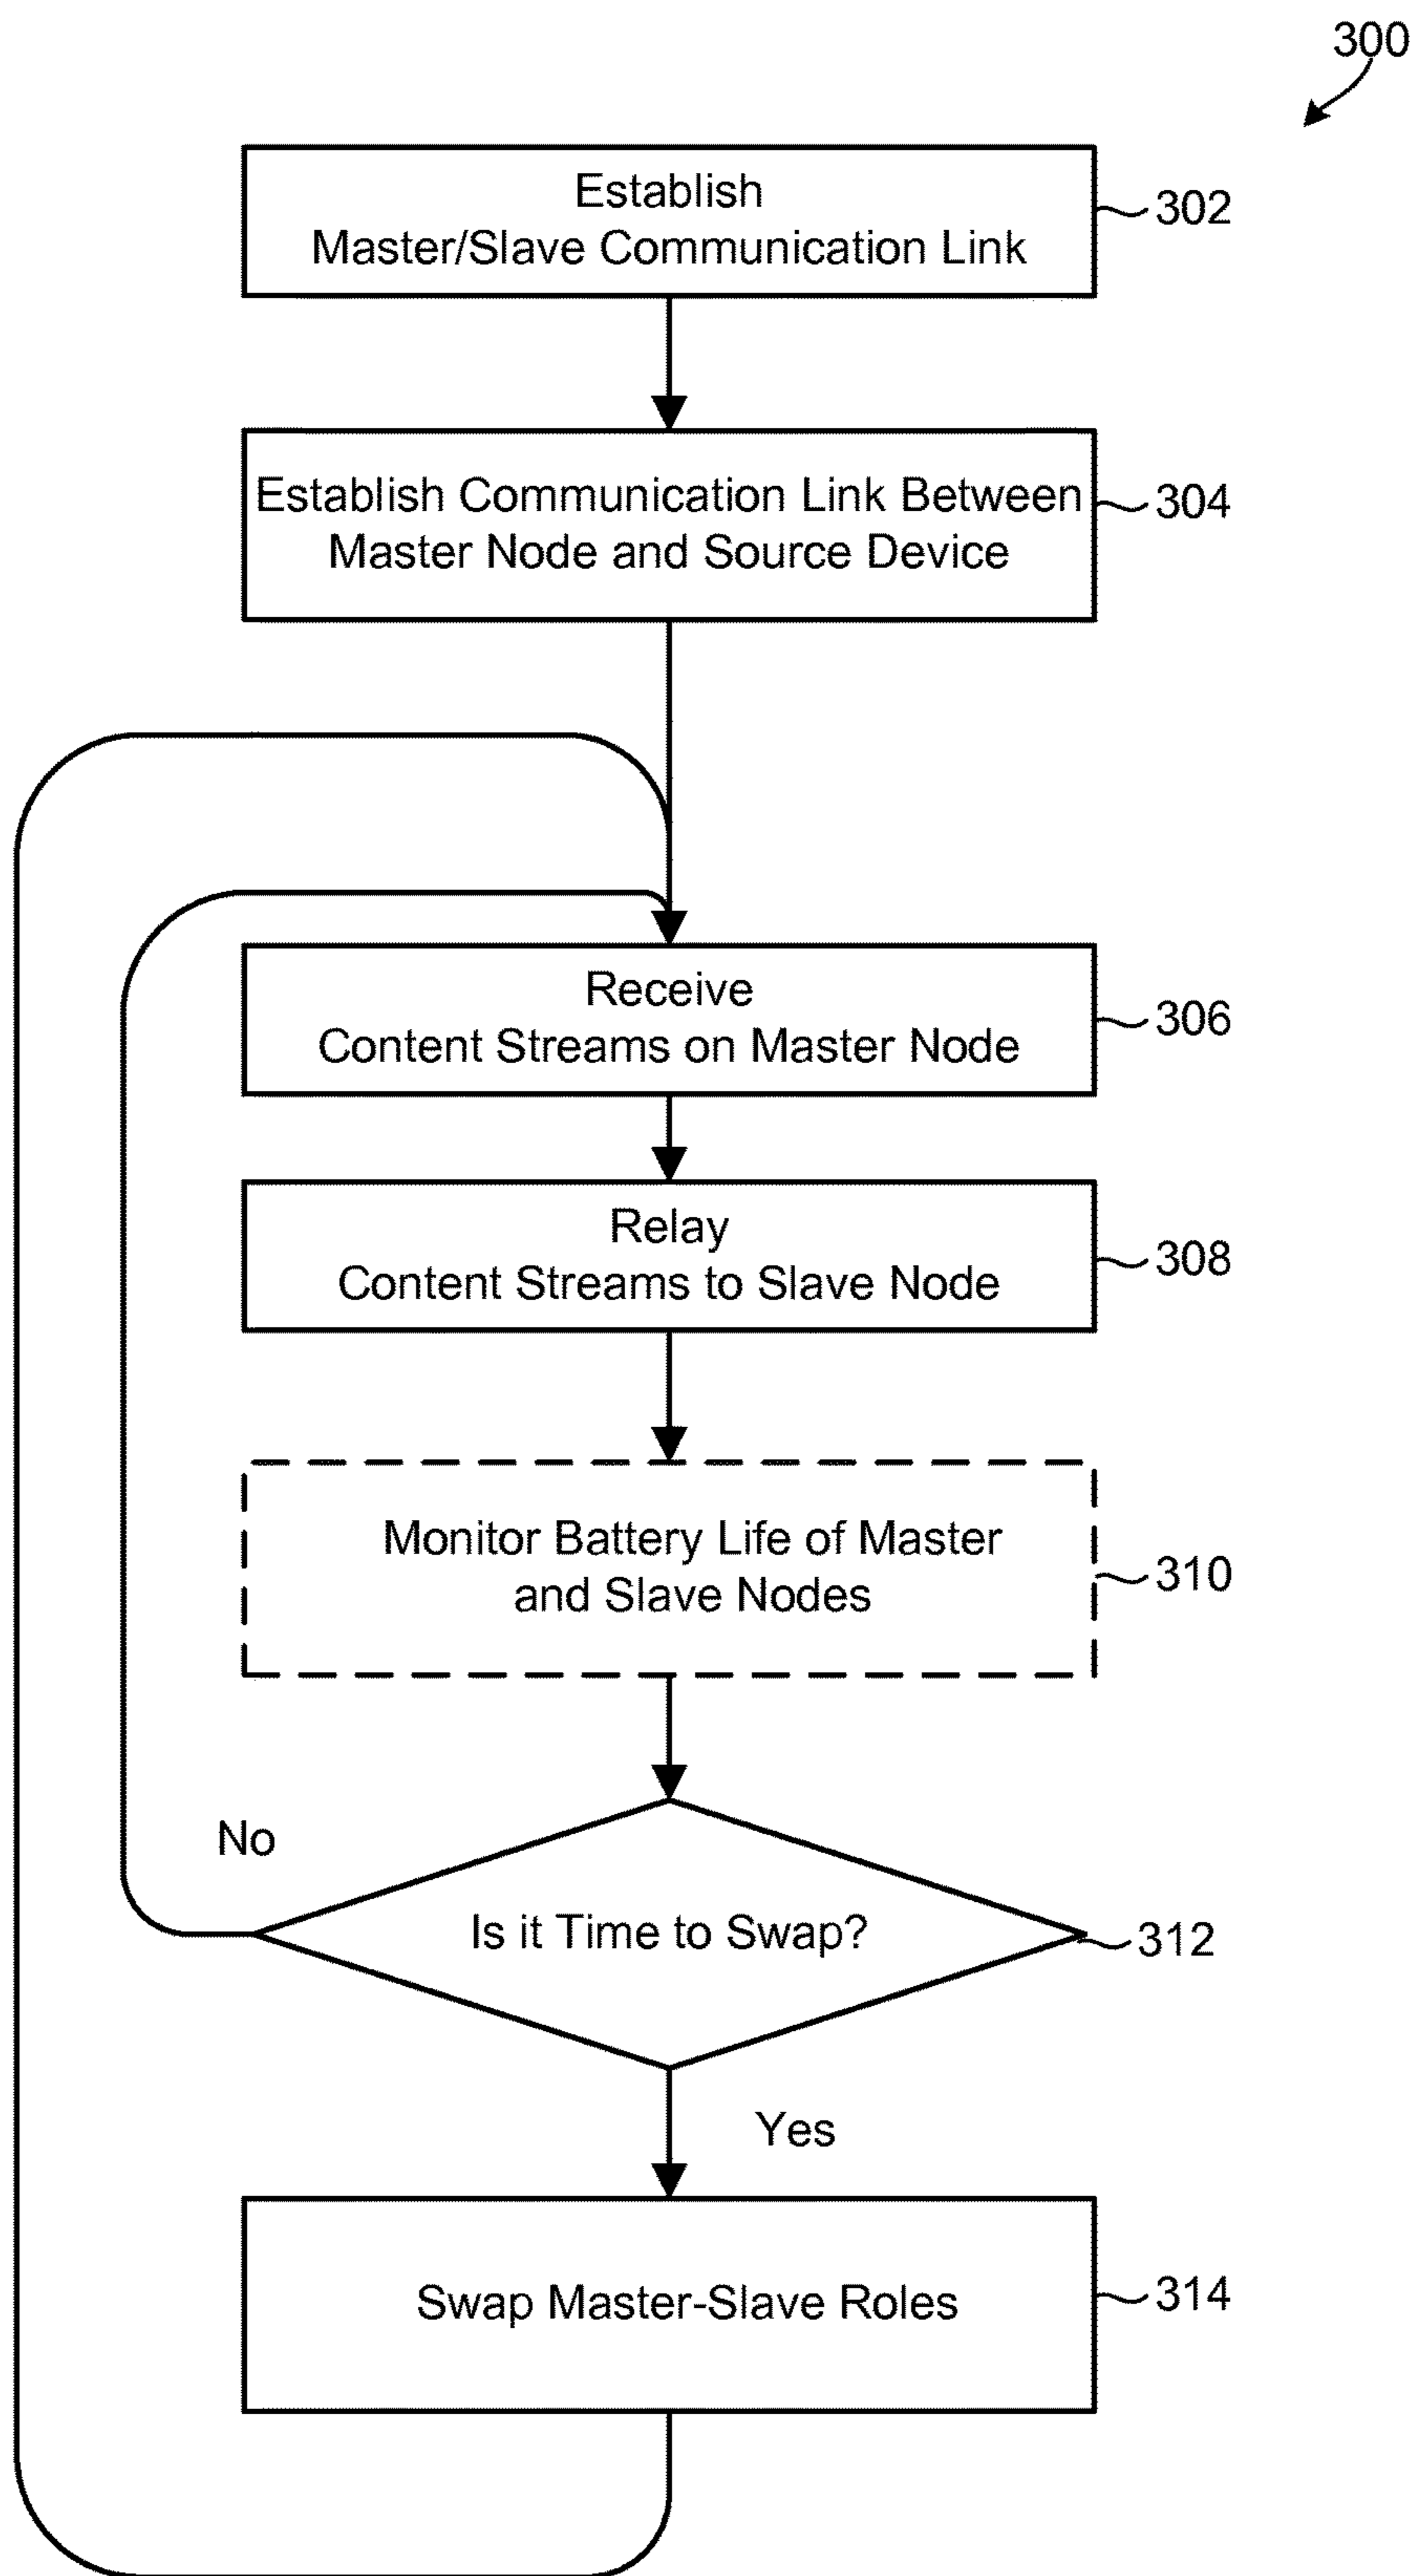 300
Establish
Master/Slave Communication Link
302
Establish Communication Link Between
Master Node and Source Device
304
Receive
Content Streams on Master Node
306
Relay
Content Streams to Slave Node
308
Monitor Battery Life of Master
and Slave Nodes
310
No
Is it Time to Swap?
312
Yes
Swap Master-Slave Roles
314